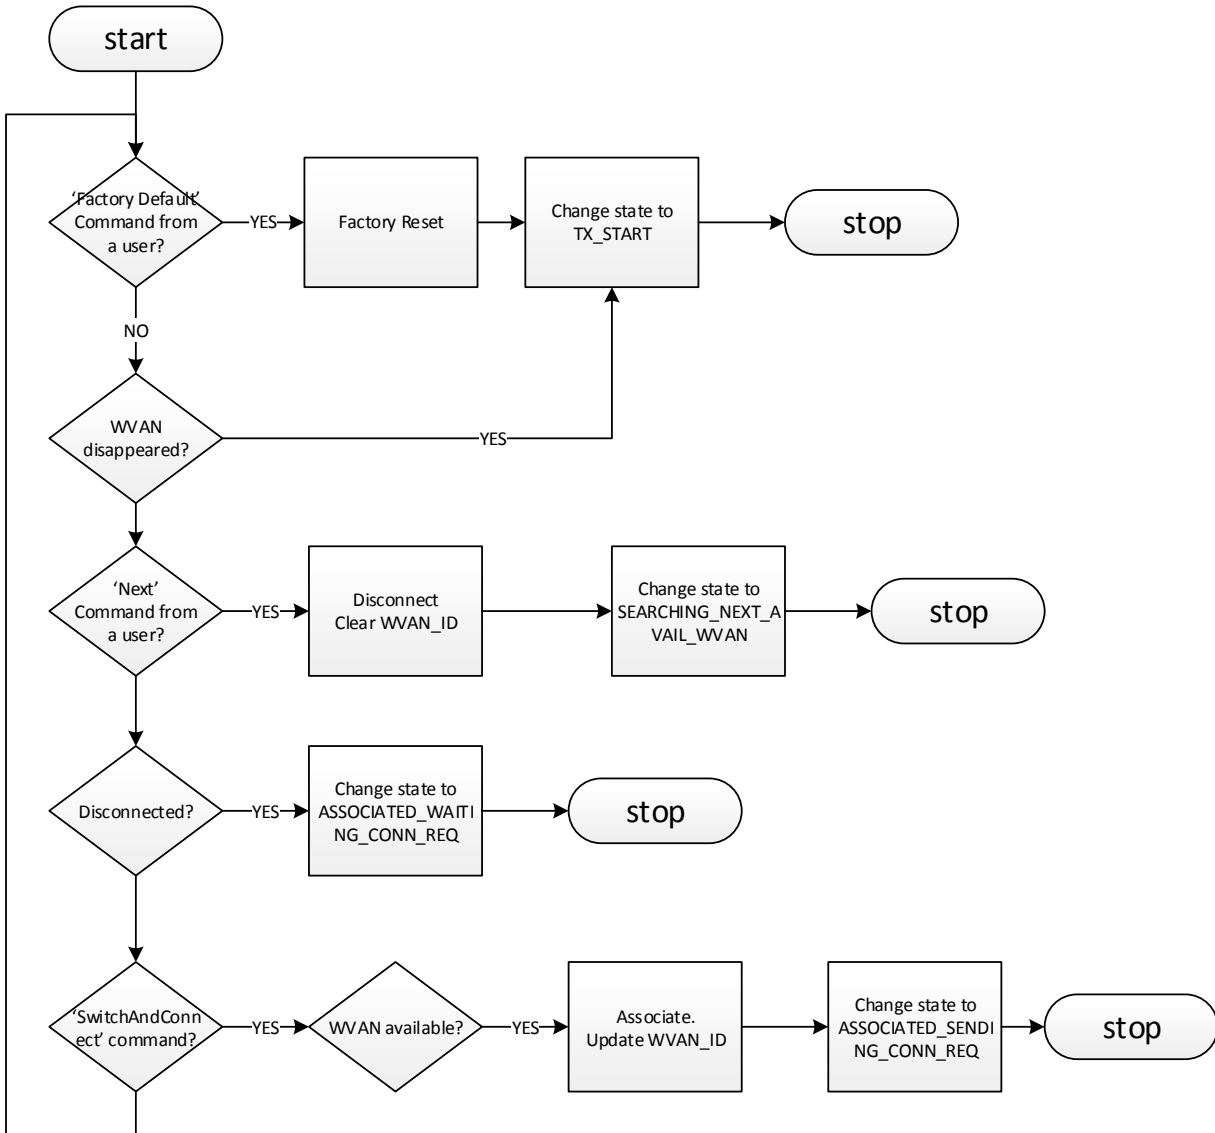 start
‘Factory Default’
Command from
a user?
YES
Factory Reset
Change state to
TX_START
stop
NO
WVAN
disappeared?
YES
‘Next’
Command from
a user?
YES
Disconnect
Clear WVAN_ID
Change state to
SEARCHING_NEXT_A
VAIL_WVAN
stop
Disconnected?
YES
Change state to
ASSOCIATED_WAITI
NG_CONN_REQ
stop
‘SwitchAndConn
ect’ command?
YES
WVAN available?
YES
Associate.
Update WVAN_ID
Change state to
ASSOCIATED_SENDI
NG_CONN_REQ
stop